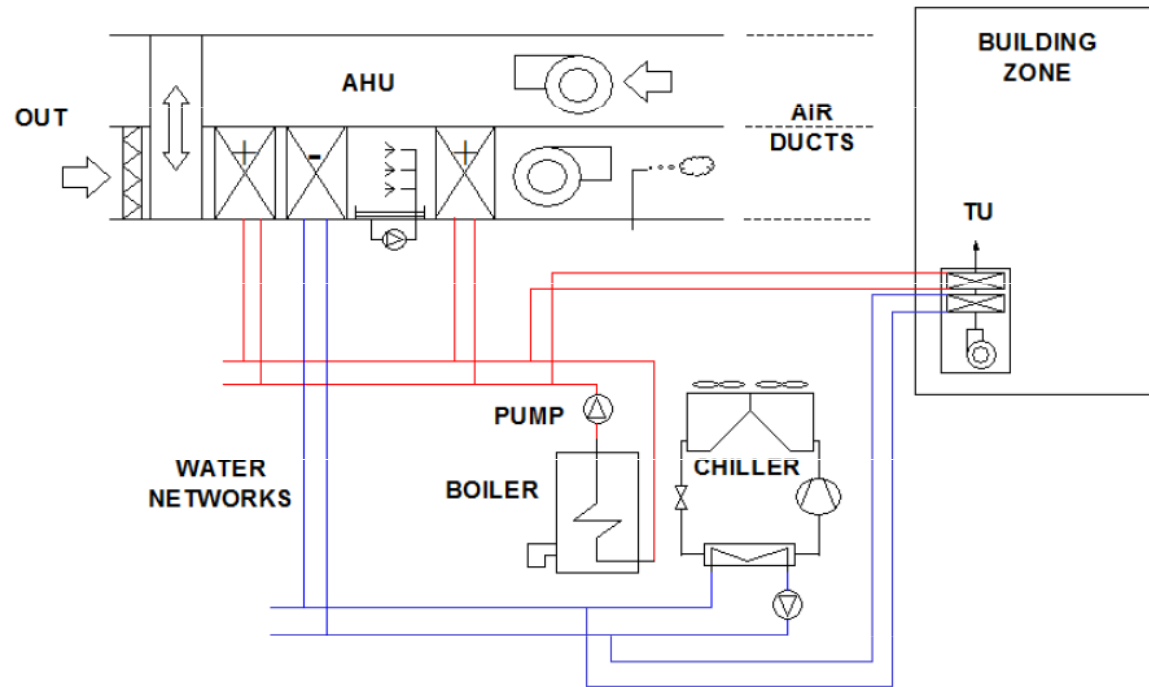 BUILDING
ZONE
AHU
OUT
AIR
DUCTS
+
-
+
TU
PUMP
WATER
NETWORKS
BOILER
CHILLER